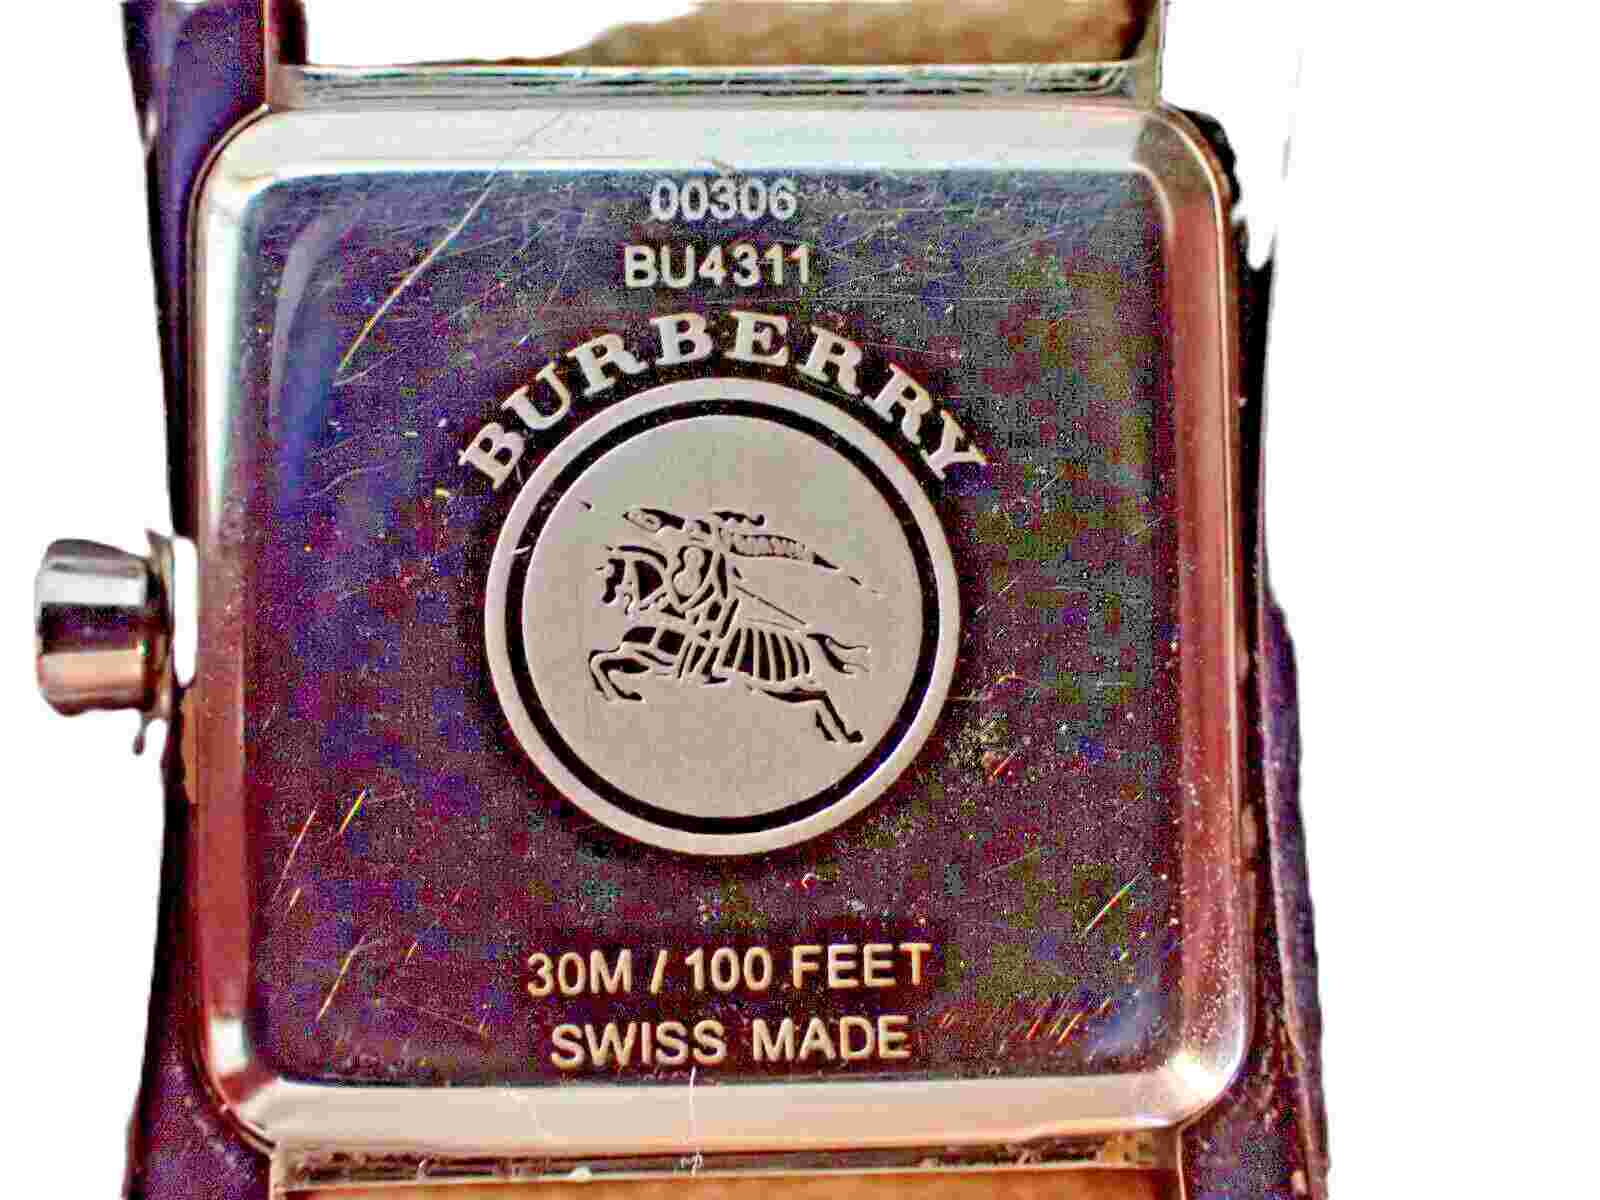 00306
BU4311
BURBERRY
30M / 100 FEET
SWISS MADE